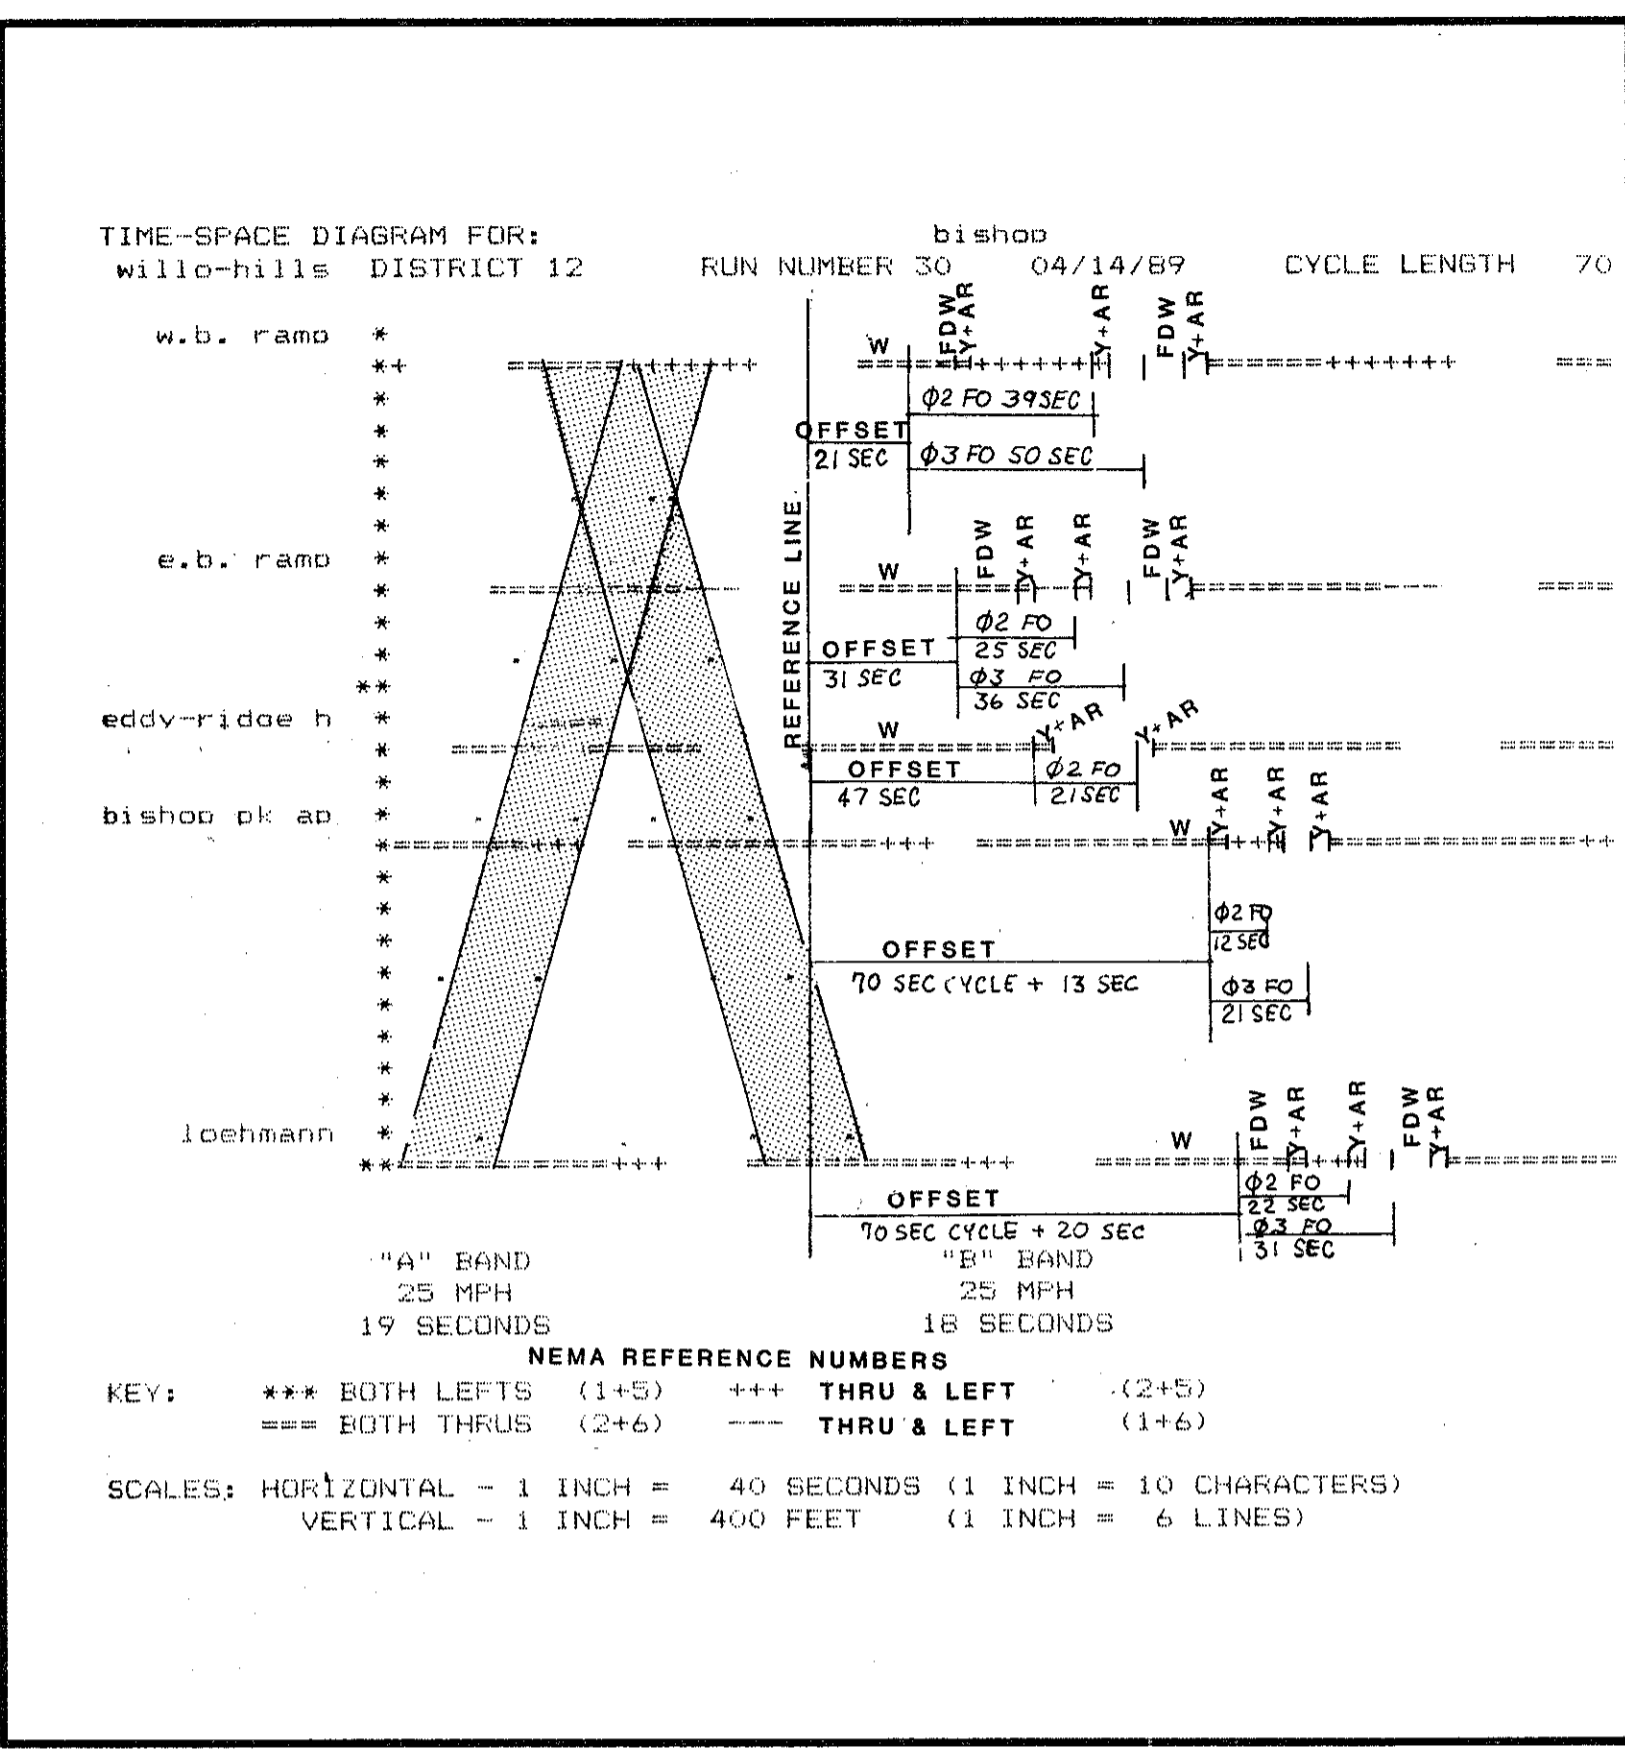 TIME-SPACE DIAGRAM FOR: bishop
willo-hills DISTRICT 12 RUN NUMBER 30 04/14/89 CYCLE LENGTH 70
w.b. ramp
W FDW Y+AR Y+AR FDW Y+AR
Φ2 FO 39 SEC
OFFSET
21 SEC Φ3 FO 50 SEC
REFERENCE LINE
e.b. ramp
W FDW Y+AR Y+AR FDW Y+AR
Φ2 FO
25 SEC
OFFSET
31 SEC Φ3 FO
36 SEC
eddy-ridge h
W Y+AR Y+AR
OFFSET Φ2 FO
47 SEC 21 SEC
bishop pk ap
W Y+AR Y+AR Y+AR
Φ2 FO
12 SEC
OFFSET
70 SEC CYCLE + 13 SEC Φ3 FO
21 SEC
loehmann
W FDW Y+AR Y+AR FDW Y+AR
Φ2 FO
22 SEC
OFFSET
70 SEC CYCLE + 20 SEC Φ3 FO
31 SEC
"A" BAND "B" BAND
25 MPH 25 MPH
19 SECONDS 18 SECONDS
NEMA REFERENCE NUMBERS
KEY: *** BOTH LEFTS (1+5) +++ THRU & LEFT (2+5)
=== BOTH THRUS (2+6) --- THRU & LEFT (1+6)
SCALES: HORIZONTAL - 1 INCH = 40 SECONDS (1 INCH = 10 CHARACTERS)
VERTICAL - 1 INCH = 400 FEET (1 INCH = 6 LINES)